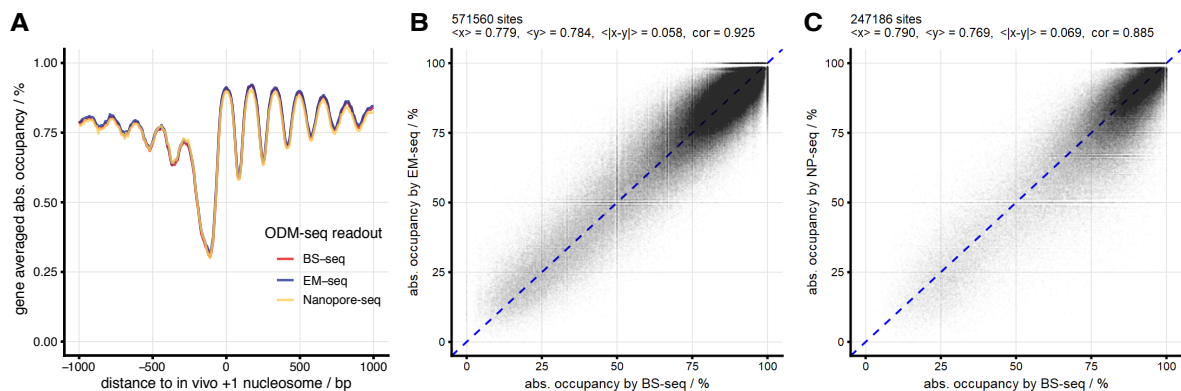 A
gene averaged abs. occupancy / %
1.00
0.75
0.50
0.25
0.00
ODM-seq readout
BS−seq
EM−seq
Nanopore-seq
−1000
−500
0
500
1000
distance to in vivo +1 nucleosome / bp
B
571560 sites
<x> = 0.779, <y> = 0.784, <|x-y|> = 0.058, cor = 0.925
abs. occupancy by EM-seq / %
100
75
50
25
0
0
25
50
75
100
abs. occupancy by BS-seq / %
C
247186 sites
<x> = 0.790, <y> = 0.769, <|x-y|> = 0.069, cor = 0.885
abs. occupancy by NP-seq / %
100
75
50
25
0
0
25
50
75
100
abs. occupancy by BS-seq / %